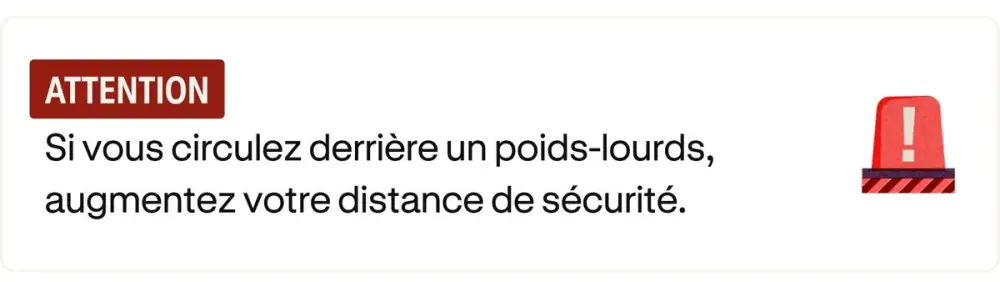 ATTENTION
Si vous circulez derrière un poids-lourds,
augmentez votre distance de sécurité.